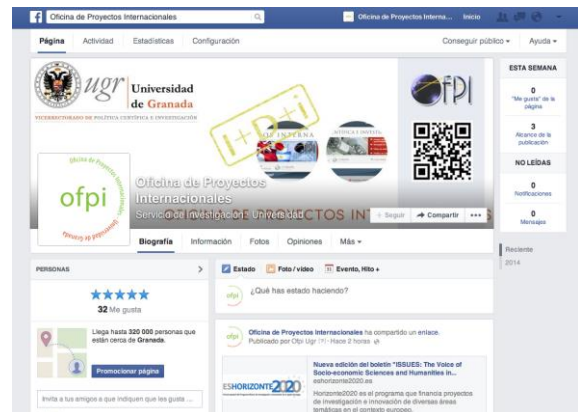 Oficina de Proyectos Internacionales
Oficina de Proyectos Interna... Inicio
Página Actividad Estadísticas Configuración Conseguir público Ayuda
ugr Universidad
de Granada
VICERRECTORADO DE POLÍTICA CIENTÍFICA E INVESTIGACIÓN
I+D+i
OFPI
ofpi
Oficina de Proyectos
Internacionales
Servicio de Investigación: Universidad
Seguir Compartir
Biografía Información Fotos Opiniones Más
ESTA SEMANA
0
"Me gusta" de la
página
3
Alcance de la
publicación
NO LEÍDAS
0
Notificaciones
0
Mensajes
Reciente
2014
PERSONAS
32 Me gusta
Llega hasta 320 000 personas que
están cerca de Granada.
Promocionar página
Invita a tus amigos a que indiquen que les gusta ...
Estado Foto / vídeo Evento, Hito +
ofpi ¿Qué has estado haciendo?
ofpi Oficina de Proyectos Internacionales ha compartido un enlace.
Publicado por Ofpi Ugr [?] · Hace 2 horas
ESHORIZONTE2020
Nueva edición del boletín "ISSUES: The Voice of
Socio-economic Sciences and Humanities in...
eshorizonte2020.es
Horizonte2020 es el programa que financia proyectos
de investigación e innovación de diversas áreas
temáticas en el contexto europeo.